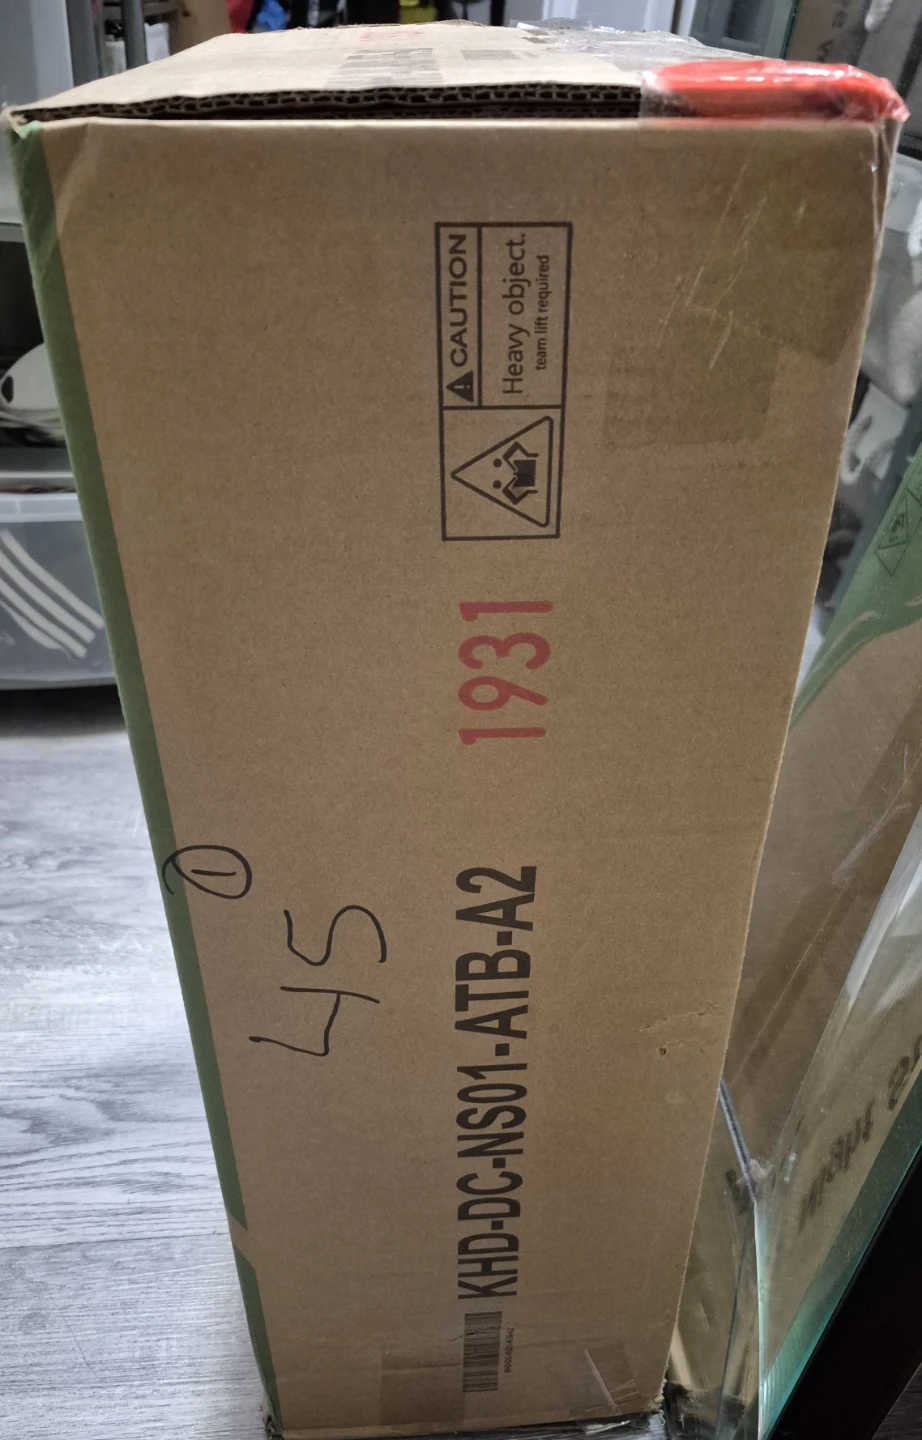 ⚠ CAUTION
Heavy object.
team lift required
1931
KHD-DC-NS01-ATB-A2
①
45